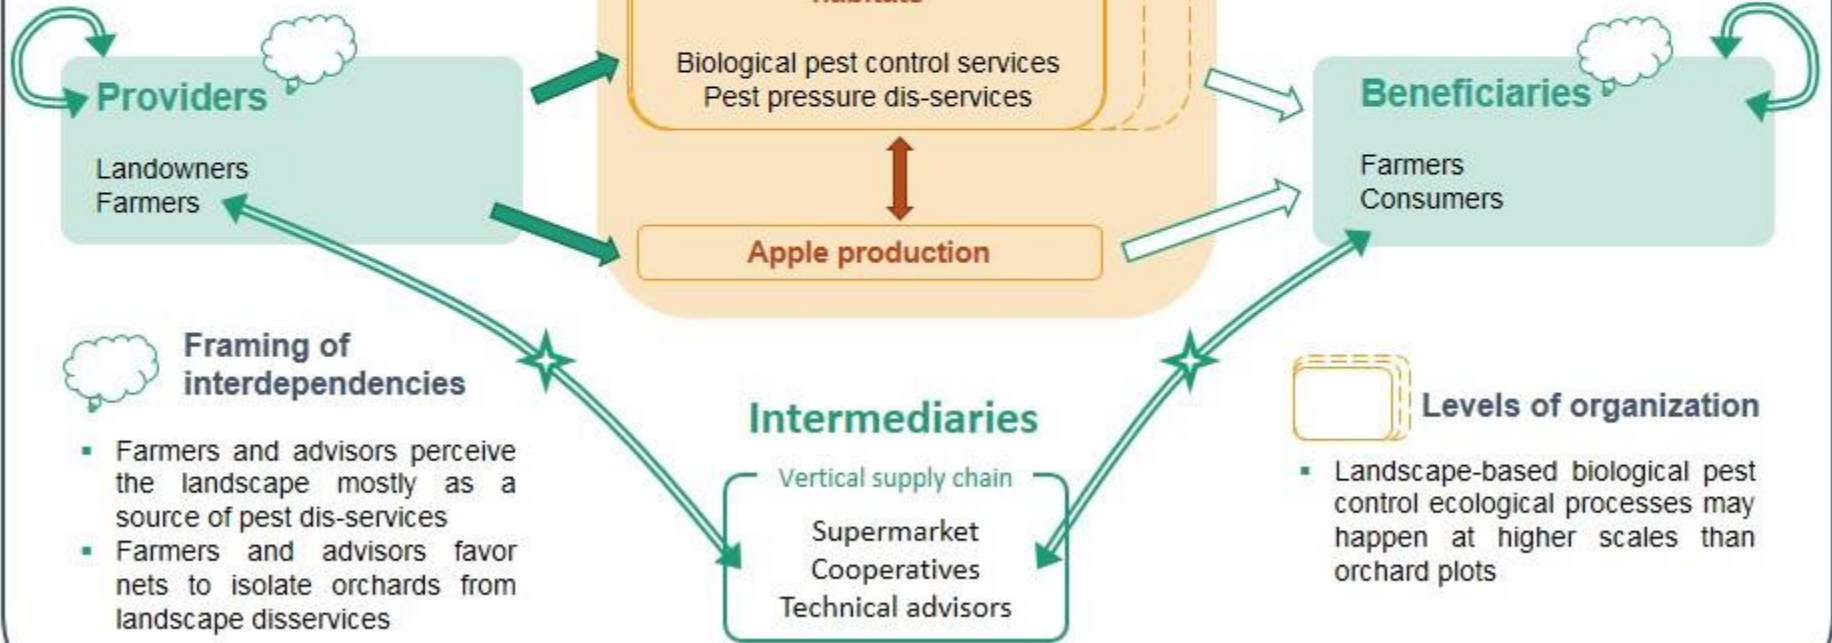 habitats
Biological pest control services
Pest pressure dis-services
Providers
Landowners
Farmers
Apple production
Beneficiaries
Farmers
Consumers
Framing of
interdependencies
▪ Farmers and advisors perceive
the landscape mostly as a
source of pest dis-services
▪ Farmers and advisors favor
nets to isolate orchards from
landscape disservices
Intermediaries
Vertical supply chain
Supermarket
Cooperatives
Technical advisors
Levels of organization
▪ Landscape-based biological pest
control ecological processes may
happen at higher scales than
orchard plots